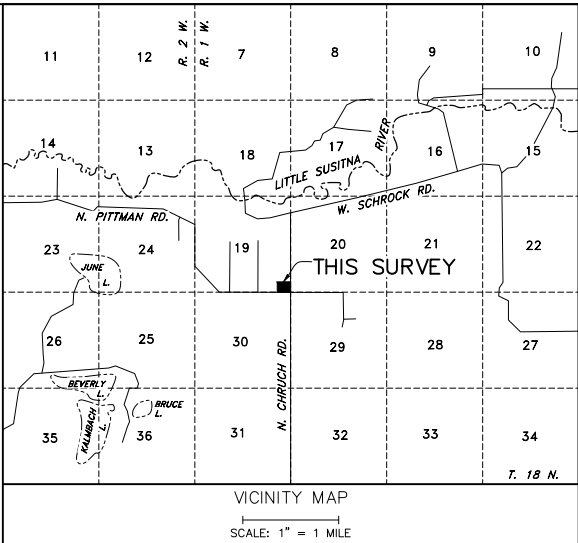 R. 2 W.
R. 1 W.
11 12 7 8 9 10
14 13 18 17 16 15
LITTLE SUSITNA RIVER
W. SCHROCK RD.
N. PITTMAN RD.
23 24 19 20 21 22
JUNE L.
THIS SURVEY
26 25 30 29 28 27
N. CHRUCH RD.
BEVERLY L.
KALMBACH L.
BRUCE L.
35 36 31 32 33 34
T. 18 N.
VICINITY MAP
SCALE: 1" = 1 MILE